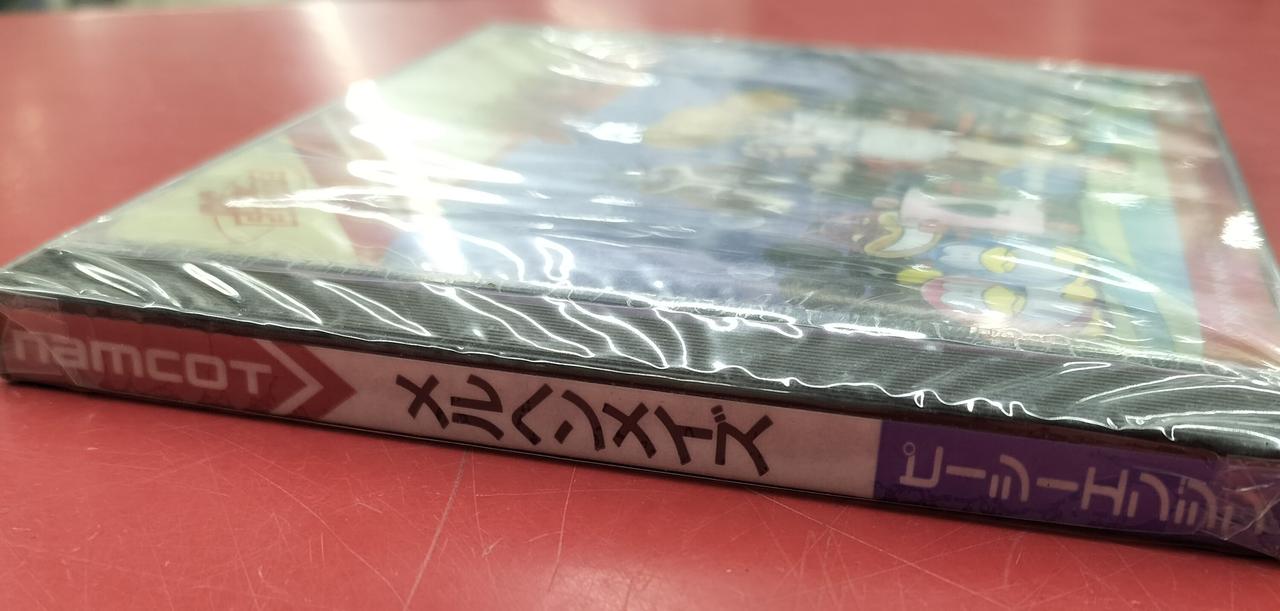 namcot
メルヘンメイズ
ピーシーエンジン